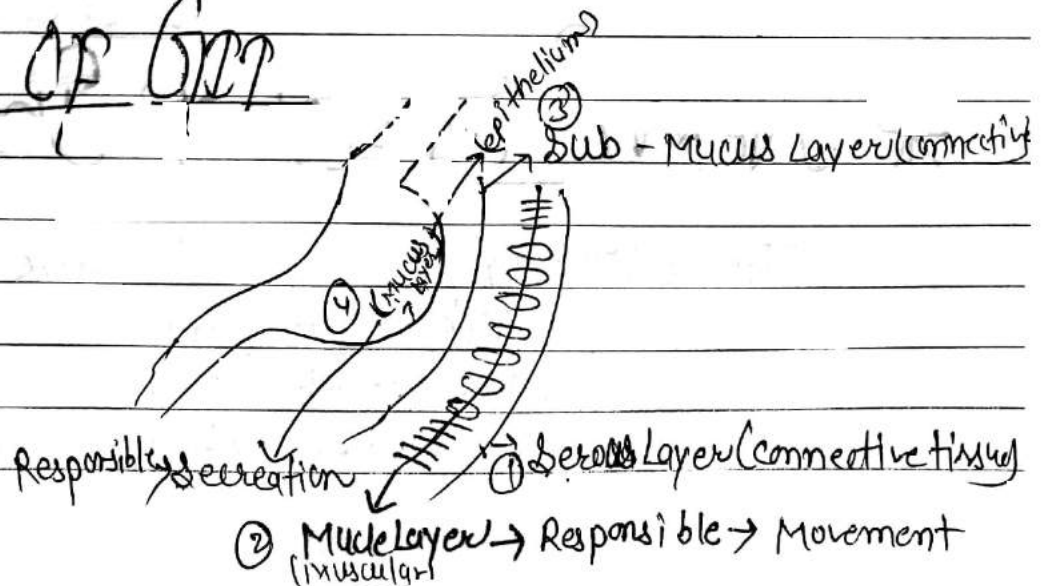 OF GIT
epithelium
③
Sub - Mucus Layer (connective
④ (Mucus
Layer
Responsible Secreation
① Serous Layer (connective tissue)
② Mucle Layer → Responsible → Movement
(muscular)